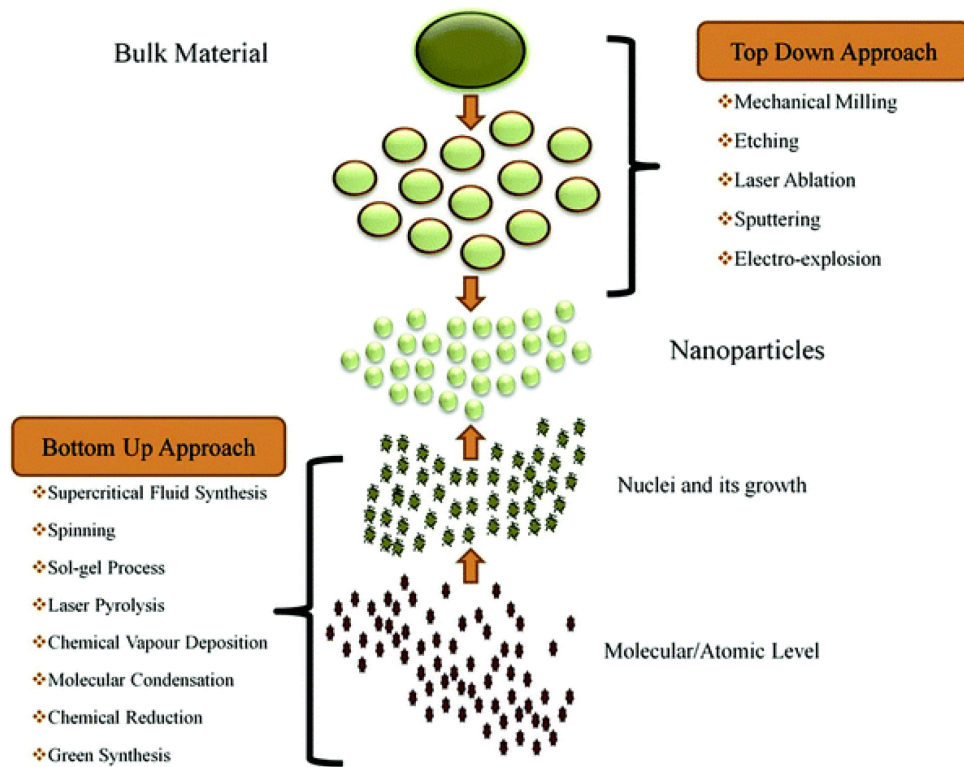 Bulk Material
Top Down Approach
❖Mechanical Milling
❖Etching
❖Laser Ablation
❖Sputtering
❖Electro-explosion
Nanoparticles
Bottom Up Approach
❖Supercritical Fluid Synthesis
❖Spinning
❖Sol-gel Process
❖Laser Pyrolysis
❖Chemical Vapour Deposition
❖Molecular Condensation
❖Chemical Reduction
❖Green Synthesis
Nuclei and its growth
Molecular/Atomic Level